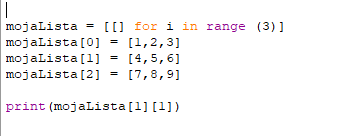 mojaLista = [[] for i in range (3)]
mojaLista[0] = [1,2,3]
mojaLista[1] = [4,5,6]
mojaLista[2] = [7,8,9]
print(mojaLista[1][1])